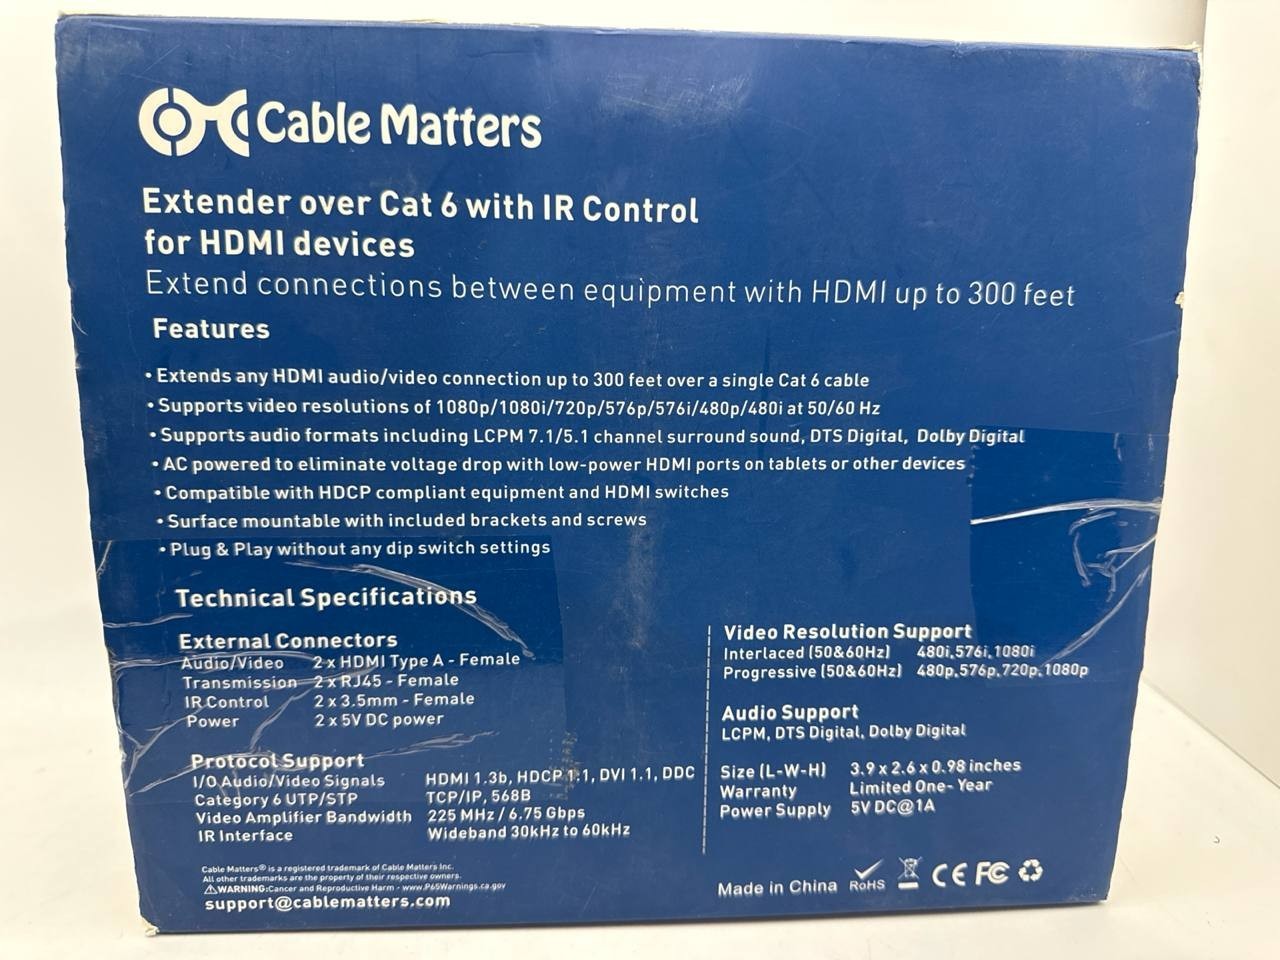 Cable Matters
Extender over Cat 6 with IR Control
for HDMI devices
Extend connections between equipment with HDMI up to 300 feet
Features
• Extends any HDMI audio/video connection up to 300 feet over a single Cat 6 cable
• Supports video resolutions of 1080p/1080i/720p/576p/576i/480p/480i at 50/60 Hz
• Supports audio formats including LCPM 7.1/5.1 channel surround sound, DTS Digital, Dolby Digital
• AC powered to eliminate voltage drop with low-power HDMI ports on tablets or other devices
• Compatible with HDCP compliant equipment and HDMI switches
• Surface mountable with included brackets and screws
• Plug & Play without any dip switch settings
Technical Specifications
External Connectors
Audio/Video 2 x HDMI Type A - Female
Transmission 2 x RJ45 - Female
IR Control 2 x 3.5mm - Female
Power 2 x 5V DC power
Protocol Support
I/O Audio/Video Signals HDMI 1.3b, HDCP 1.1, DVI 1.1, DDC
Category 6 UTP/STP TCP/IP, 568B
Video Amplifier Bandwidth 225 MHz / 6.75 Gbps
IR Interface Wideband 30kHz to 60kHz
Video Resolution Support
Interlaced (50&60Hz) 480i,576i,1080i
Progressive (50&60Hz) 480p,576p,720p,1080p
Audio Support
LCPM, DTS Digital, Dolby Digital
Size (L-W-H) 3.9 x 2.6 x 0.98 inches
Warranty Limited One- Year
Power Supply 5V DC@1A
Cable Matters® is a registered trademark of Cable Matters Inc.
All other trademarks are the property of their respective owners.
⚠WARNING:Cancer and Reproductive Harm - www.P65Warnings.ca.gov
support@cablematters.com
Made in China RoHS CE FC